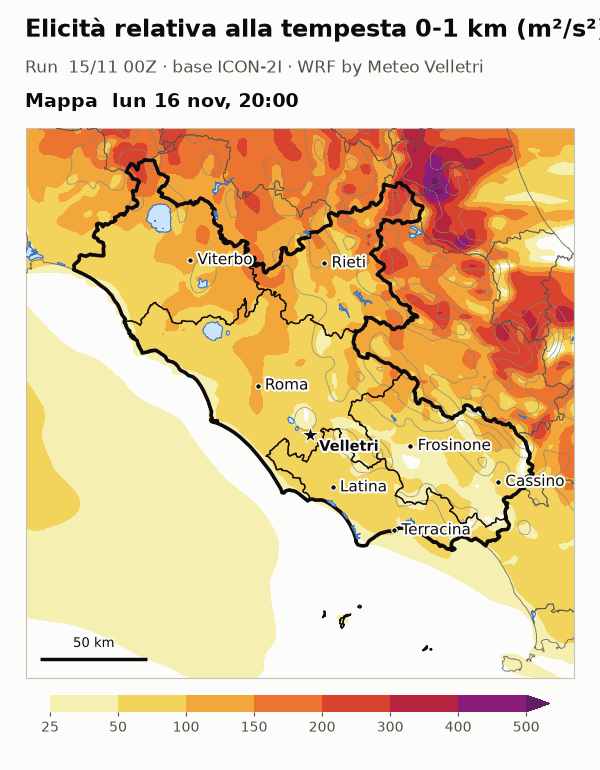 Elicità relativa alla tempesta 0-1 km (m²/s²)
Run 15/11 00Z · base ICON-2I · WRF by Meteo Velletri
Mappa lun 16 nov, 20:00
Viterbo
Rieti
Roma
Velletri
Frosinone
Cassino
Latina
Terracina
50 km
25 50 100 150 200 300 400 500